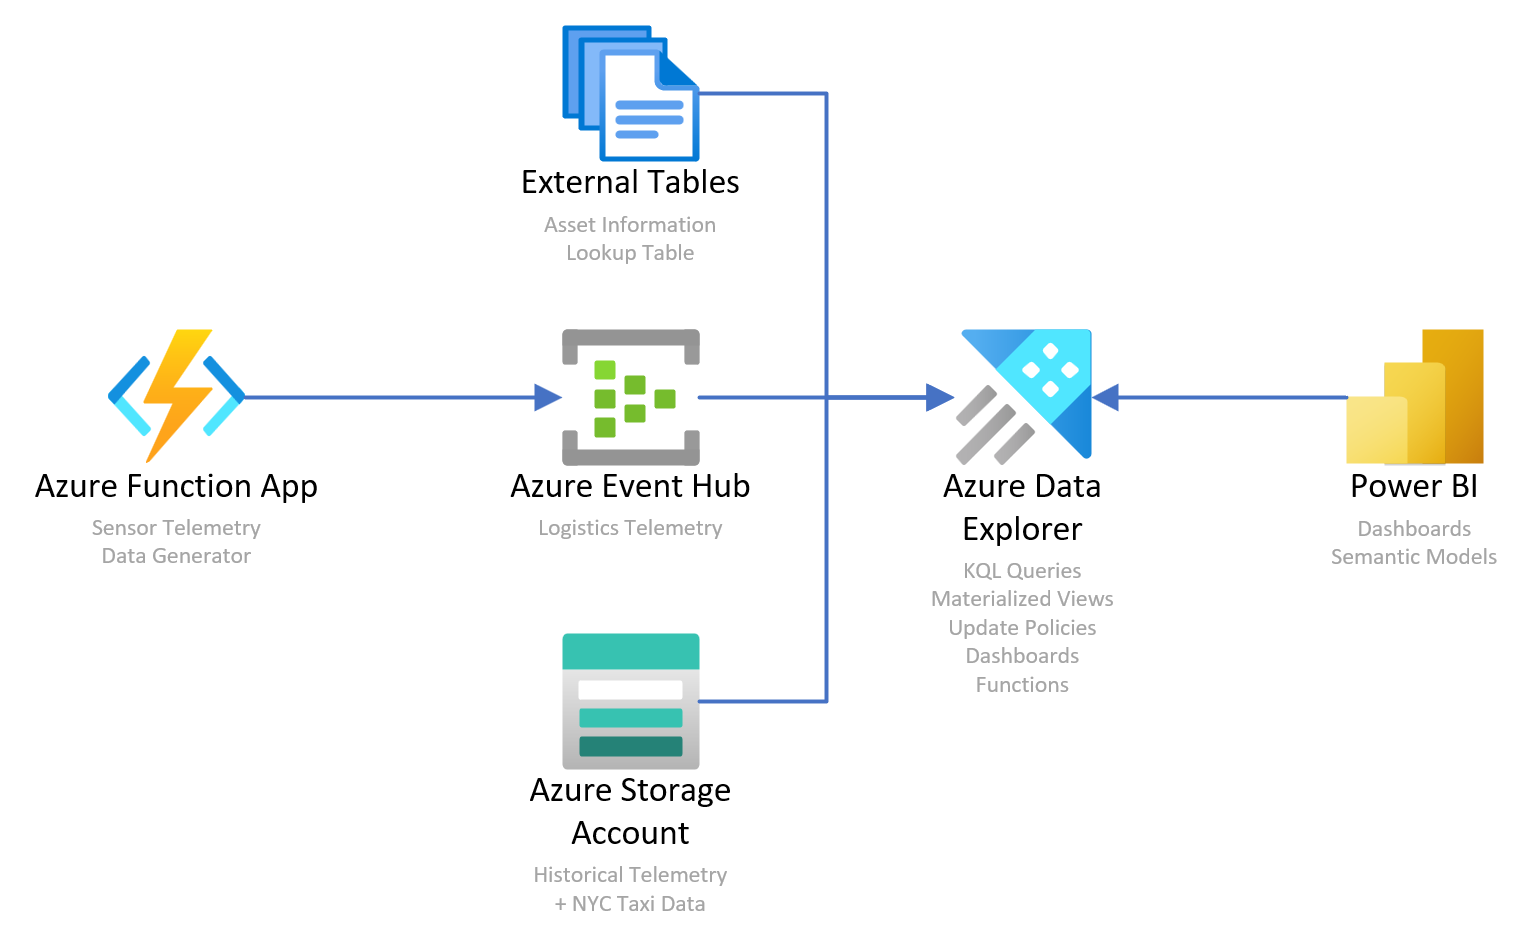 External Tables
Asset Information
Lookup Table
Azure Function App
Sensor Telemetry
Data Generator
Azure Event Hub
Logistics Telemetry
Azure Data
Explorer
KQL Queries
Materialized Views
Update Policies
Dashboards
Functions
Power BI
Dashboards
Semantic Models
Azure Storage
Account
Historical Telemetry
+ NYC Taxi Data